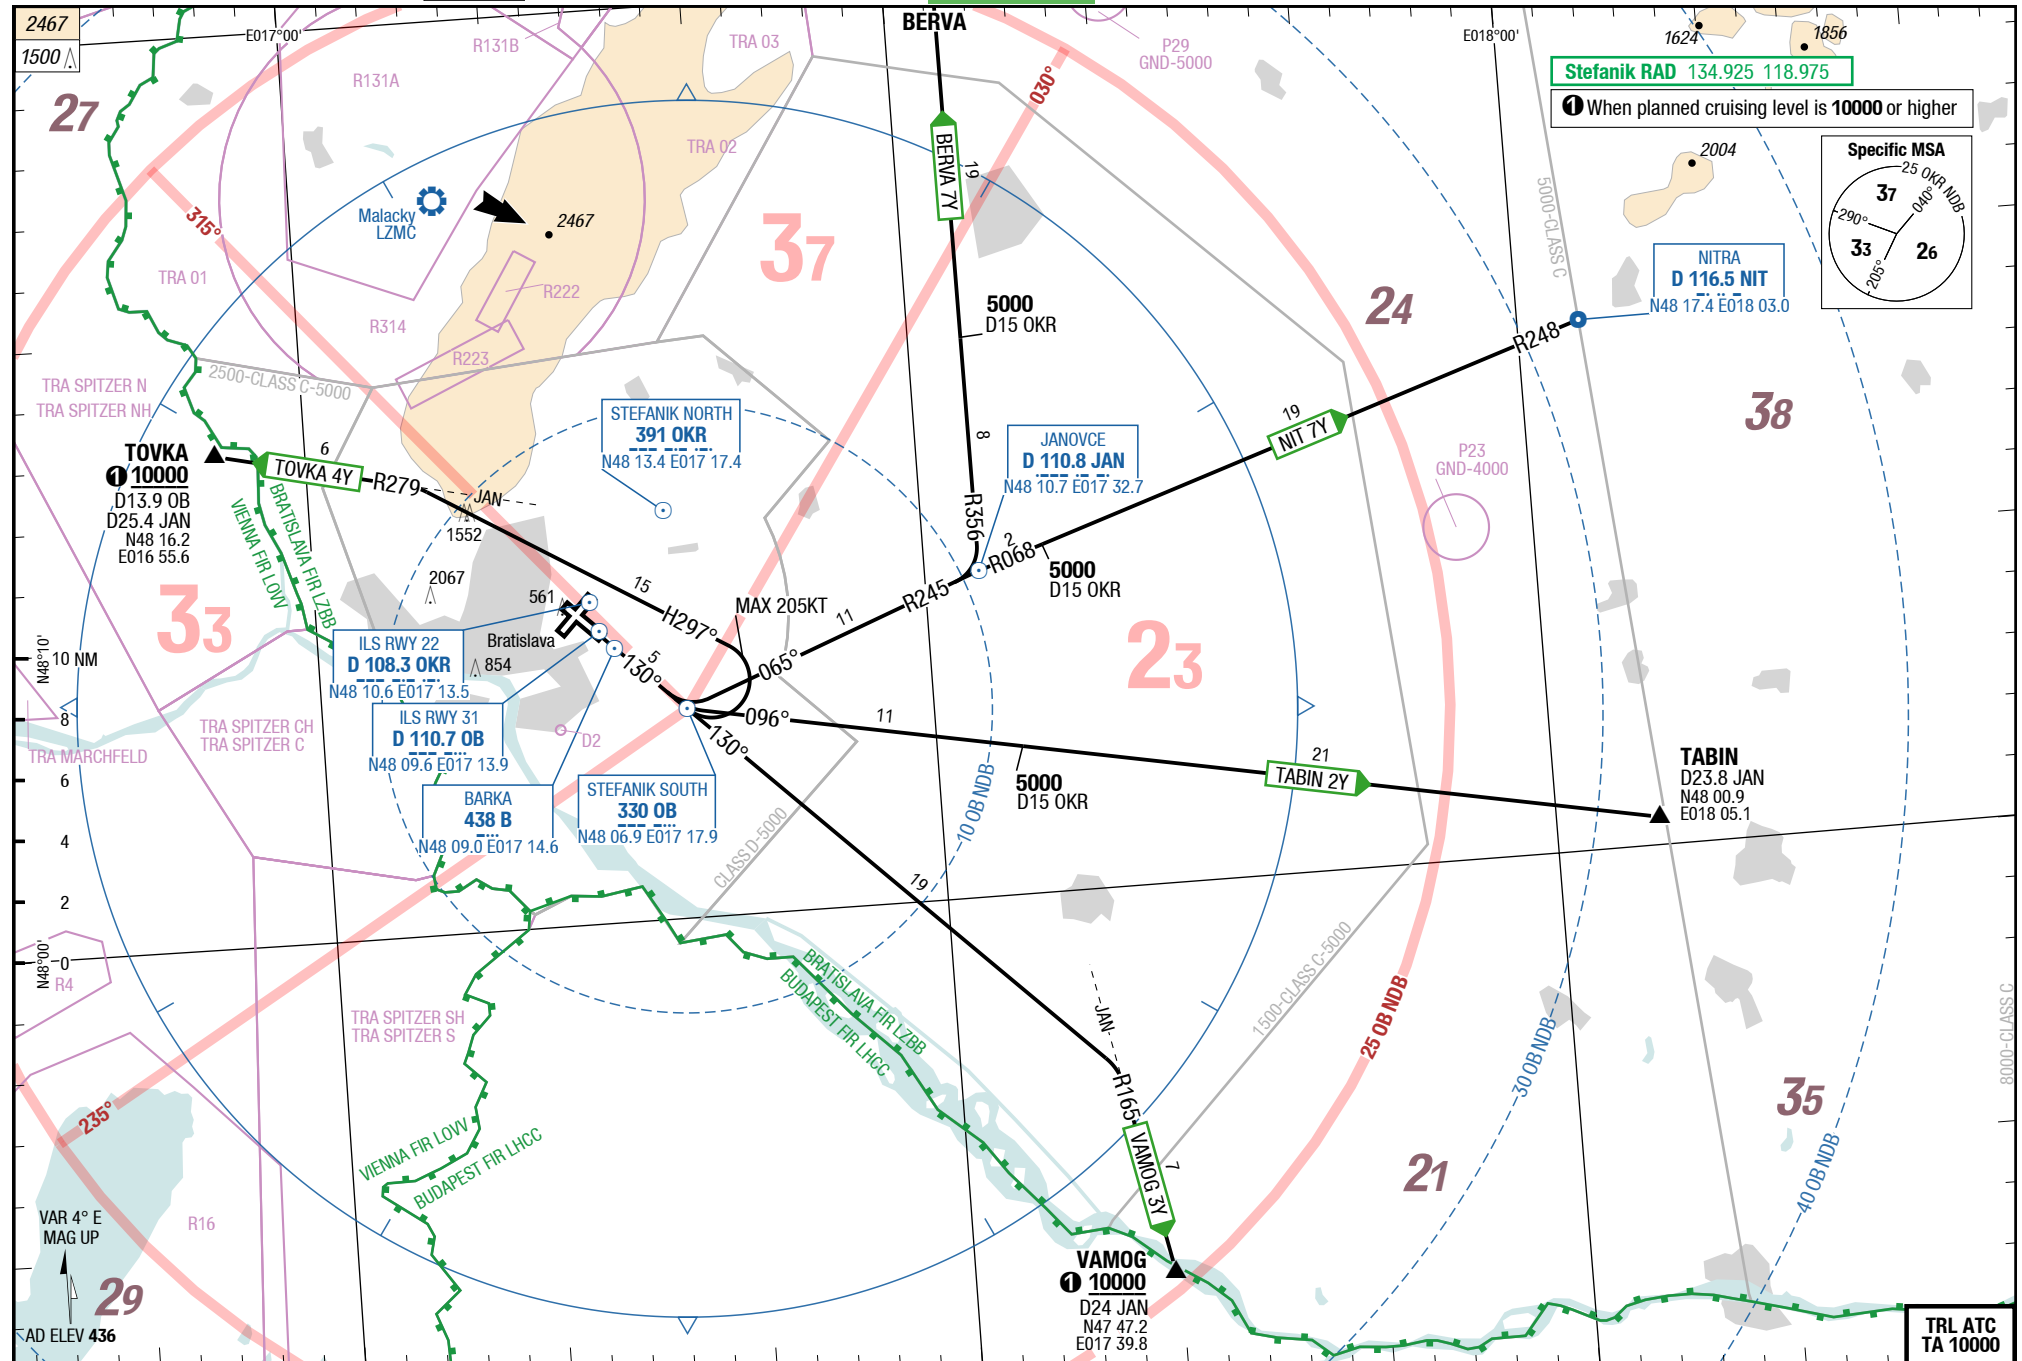 2467
1500
E017°00'
R131B
R131A
TRA 03
BERVA
P29
GND-5000
E018°00'
1624
1856
Stefanik RAD 134.925 118.975
1 When planned cruising level is 10000 or higher
Specific MSA
25 OKR NDB
37
040°
290°
33
26
205°
27
030°
TRA 02
BERVA 7Y
19
2004
5000-CLASS C
Malacky
LZMC
2467
315°
37
TRA 01
R222
R314
R223
5000
D15 OKR
24
NITRA
D 116.5 NIT
N48 17.4 E018 03.0
R248
2500-CLASS C-5000
TRA SPITZER N
TRA SPITZER NH
STEFANIK NORTH
391 OKR
N48 13.4 E017 17.4
8
JANOVCE
D 110.8 JAN
N48 10.7 E017 32.7
19
NIT 7Y
38
P23
GND-4000
TOVKA
1 10000
D13.9 OB
D25.4 JAN
N48 16.2
E016 55.6
6
TOVKA 4Y
R279
JAN
1552
BRATISLAVA FIR LZBB
VIENNA FIR LOVV
R356
2
R068
5000
D15 OKR
R245
11
33
2067
561
15
H297°
MAX 205KT
Bratislava
854
5
130°
065°
23
N48°10'
10 NM
8
6
4
2
0
ILS RWY 22
D 108.3 OKR
N48 10.6 E017 13.5
ILS RWY 31
D 110.7 OB
N48 09.6 E017 13.9
BARKA
438 B
N48 09.0 E017 14.6
STEFANIK SOUTH
330 OB
N48 06.9 E017 17.9
D2
TRA SPITZER CH
TRA SPITZER C
TRA MARCHFELD
096°
11
130°
5000
D15 OKR
21
TABIN 2Y
TABIN
D23.8 JAN
N48 00.9
E018 05.1
10 OB NDB
CLASS D-5000
19
N48°00'
R4
BRATISLAVA FIR LZBB
BUDAPEST FIR LHCC
1500-CLASS C-5000
25 OB NDB
30 OB NDB
8000-CLASS C
TRA SPITZER SH
TRA SPITZER S
JAN
R165
235°
VIENNA FIR LOVV
BUDAPEST FIR LHCC
VAMOG 3Y
7
35
21
40 OB NDB
R16
VAR 4° E
MAG UP
29
AD ELEV 436
VAMOG
1 10000
D24 JAN
N47 47.2
E017 39.8
TRL ATC
TA 10000